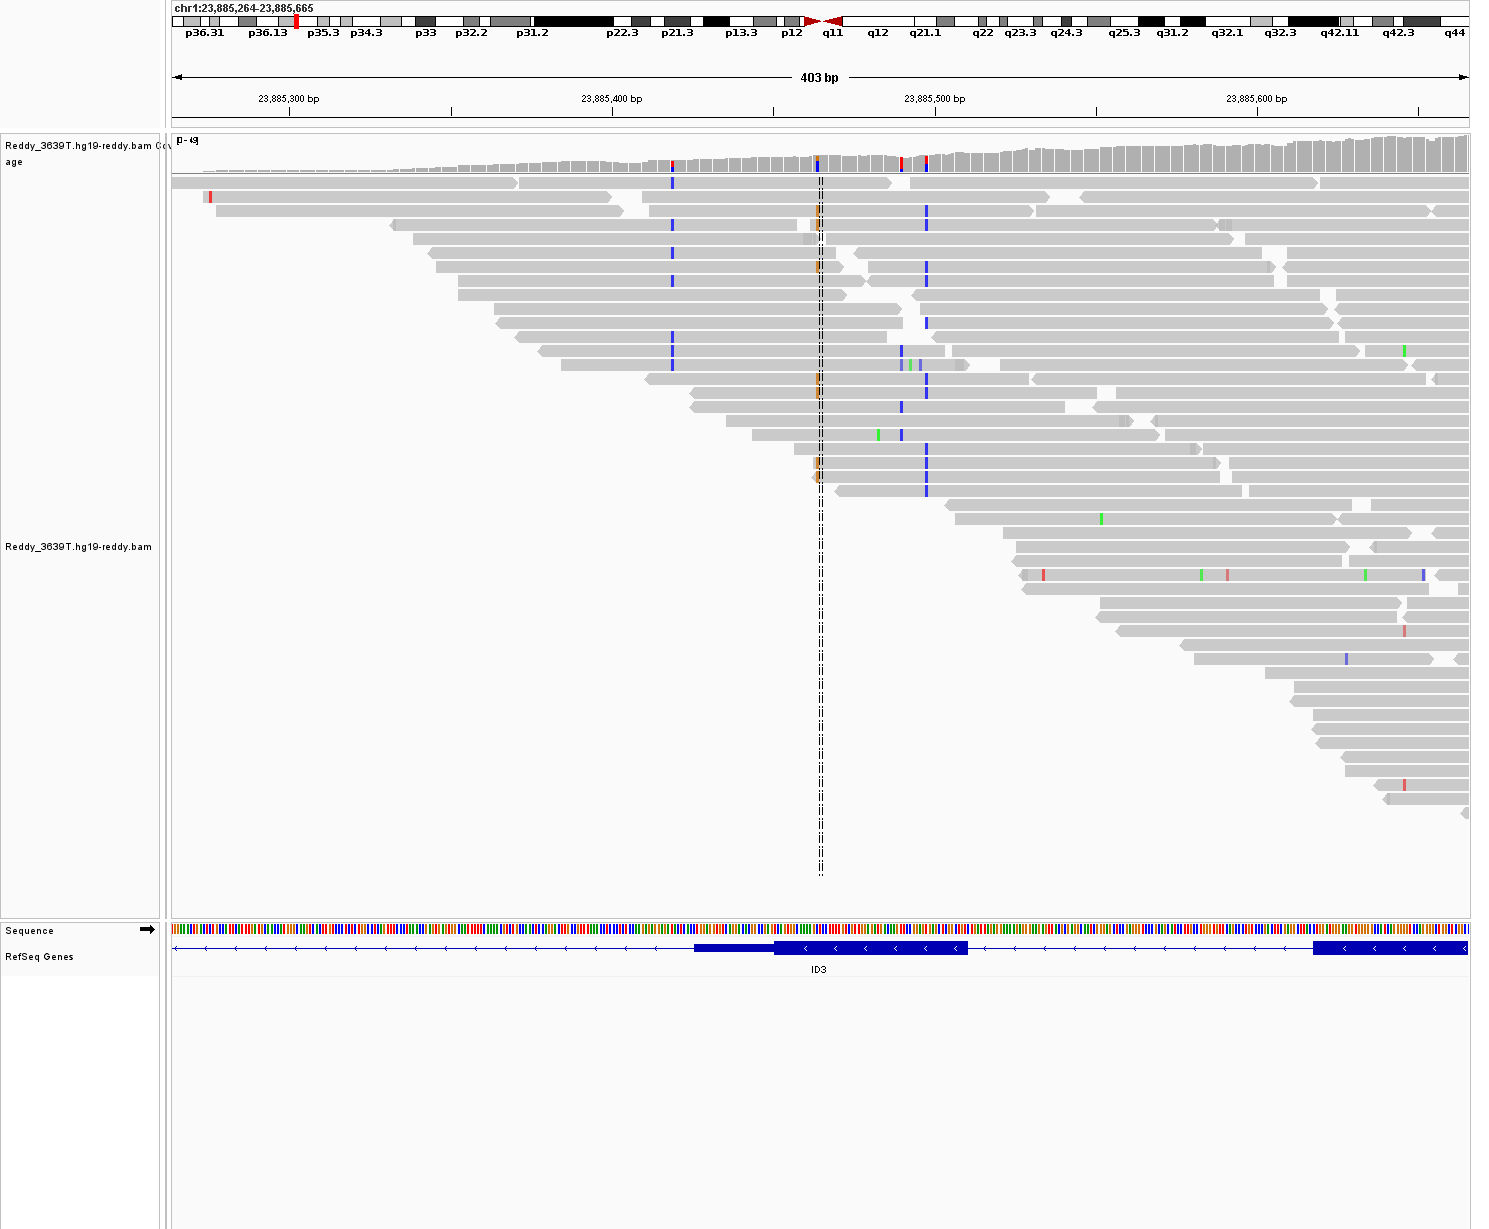 chr1:23,885,264-23,885,665
p36.31 p36.13 p35.3 p34.3 p33 p32.2 p31.2 p22.3 p21.3 p13.3 p12 q11 q12 q21.1 q22 q23.3 q24.3 q25.3 q31.2 q32.1 q32.3 q42.11 q42.3 q44
403 bp
23,885,300 bp 23,885,400 bp 23,885,500 bp 23,885,600 bp
Reddy_3639T.hg19-reddy.bam Cov
age
Reddy_3639T.hg19-reddy.bam
Sequence
RefSeq Genes
ID3